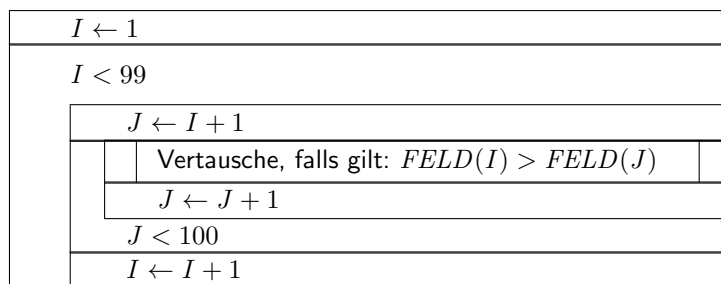 I ← 1
I < 99
J ← I + 1
Vertausche, falls gilt: FELD(I) > FELD(J)
J ← J + 1
J < 100
I ← I + 1